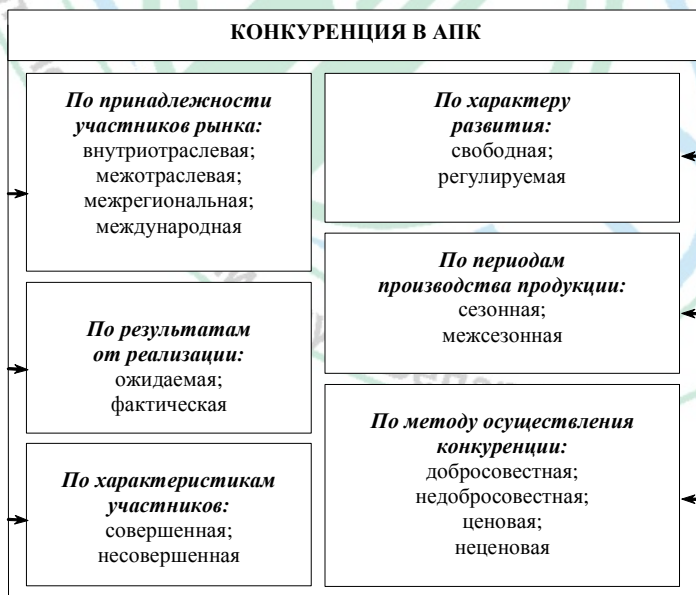 КОНКУРЕНЦИЯ В АПК
По принадлежности
участников рынка:
внутриотраслевая;
межотраслевая;
межрегиональная;
международная
По результатам
от реализации:
ожидаемая;
фактическая
По характеристикам
участников:
совершенная;
несовершенная
По характеру
развития:
свободная;
регулируемая
По периодам
производства продукции:
сезонная;
межсезонная
По методу осуществления
конкуренции:
добросовестная;
недобросовестная;
ценовая;
неценовая